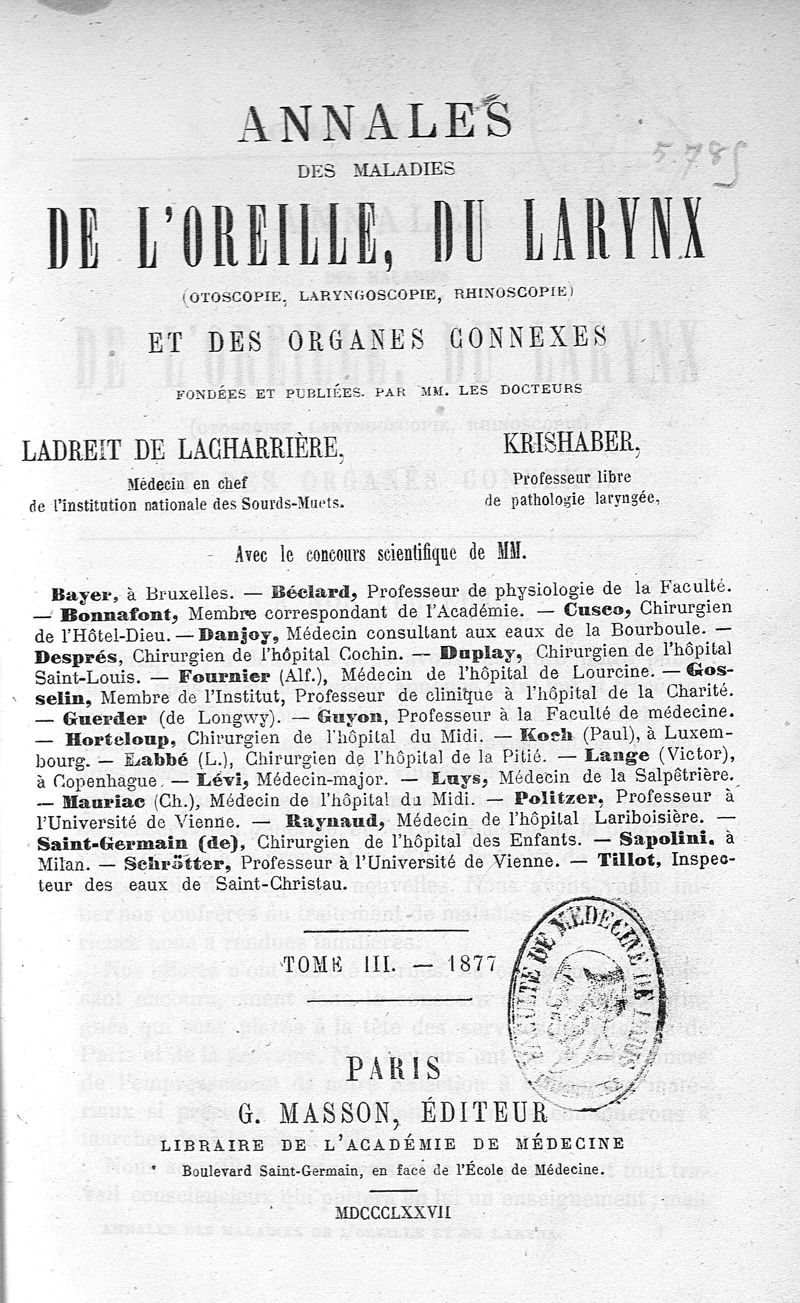 ANNALES
5.785
DES MALADIES
DE L'OREILLE, DU LARYNX
(OTOSCOPIE, LARYNGOSCOPIE, RHINOSCOPIE)
ET DES ORGANES CONNEXES
FONDÉES ET PUBLIÉES PAR MM. LES DOCTEURS
LADREIT DE LACHARRIÈRE,
Médecin en chef
de l'institution nationale des Sourds-Muets.
KRISHABER,
Professeur libre
de pathologie laryngée,
Avec le concours scientifique de MM.
Bayer, à Bruxelles. — Béclard, Professeur de physiologie de la Faculté.
— Bonnafont, Membre correspondant de l'Académie. — Cusco, Chirurgien
de l'Hôtel-Dieu. — Danjoy, Médecin consultant aux eaux de la Bourboule. —
Després, Chirurgien de l'hôpital Cochin. — Duplay, Chirurgien de l'hôpital
Saint-Louis. — Fournier (Alf.), Médecin de l'hôpital de Lourcine. — Gos-
selin, Membre de l'Institut, Professeur de clinique à l'hôpital de la Charité.
— Guerder (de Longwy). — Guyon, Professeur à la Faculté de médecine.
— Horteloup, Chirurgien de l'hôpital du Midi. — Koch (Paul), à Luxem-
bourg. — Labbé (L.), Chirurgien de l'hôpital de la Pitié. — Lange (Victor),
à Copenhague. — Lévi, Médecin-major. — Luys, Médecin de la Salpêtrière.
— Mauriac (Ch.), Médecin de l'hôpital du Midi. — Politzer, Professeur à
l'Université de Vienne. — Raynaud, Médecin de l'hôpital Lariboisière. —
Saint-Germain (de), Chirurgien de l'hôpital des Enfants. — Sapolini, à
Milan. — Schrötter, Professeur à l'Université de Vienne. — Tillot, Inspec-
teur des eaux de Saint-Christau.
TOME III. — 1877
FACULTÉ DE MÉDECINE DE PARIS
PARIS
G. MASSON, ÉDITEUR
LIBRAIRE DE L'ACADÉMIE DE MÉDECINE
Boulevard Saint-Germain, en face de l'École de Médecine.
MDCCCLXXVII